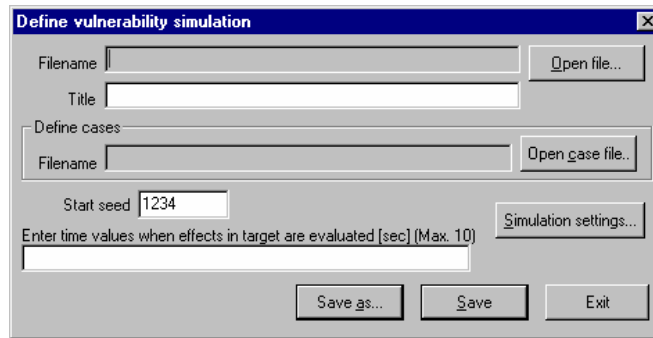 Define vulnerability simulation
Filename
Open file...
Title
Define cases
Filename
Open case file..
Start seed 1234
Simulation settings...
Enter time values when effects in target are evaluated [sec] (Max. 10)
Save as... Save Exit